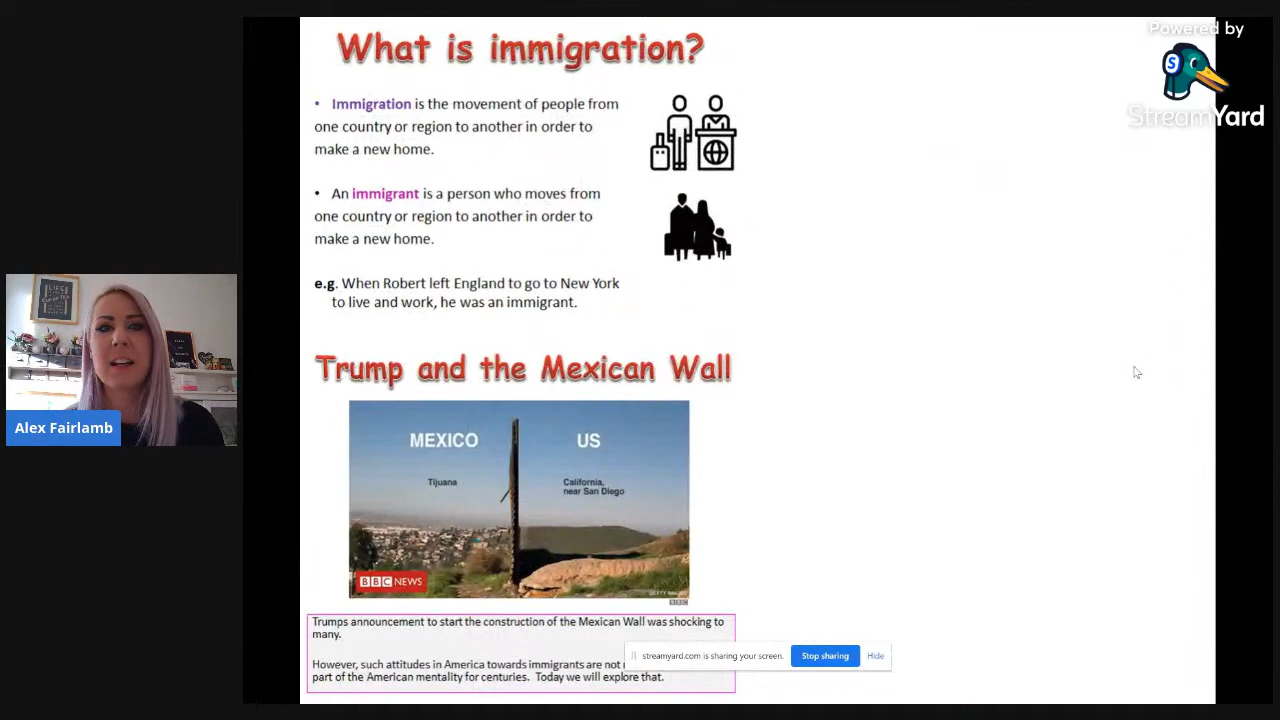 What is immigration?
• Immigration is the movement of people from
one country or region to another in order to
make a new home.
• An immigrant is a person who moves from
one country or region to another in order to
make a new home.
e.g. When Robert left England to go to New York
to live and work, he was an immigrant.
Trump and the Mexican Wall
MEXICO
US
Tijuana
California,
near San Diego
BBC NEWS
GETTY IMAGES
BBC
Trumps announcement to start the construction of the Mexican Wall was shocking to
many.
However, such attitudes in America towards immigrants are not
part of the American mentality for centuries. Today we will explore that.
streamyard.com is sharing your screen.
Stop sharing
Hide
Alex Fairlamb
Powered by
S
StreamYard